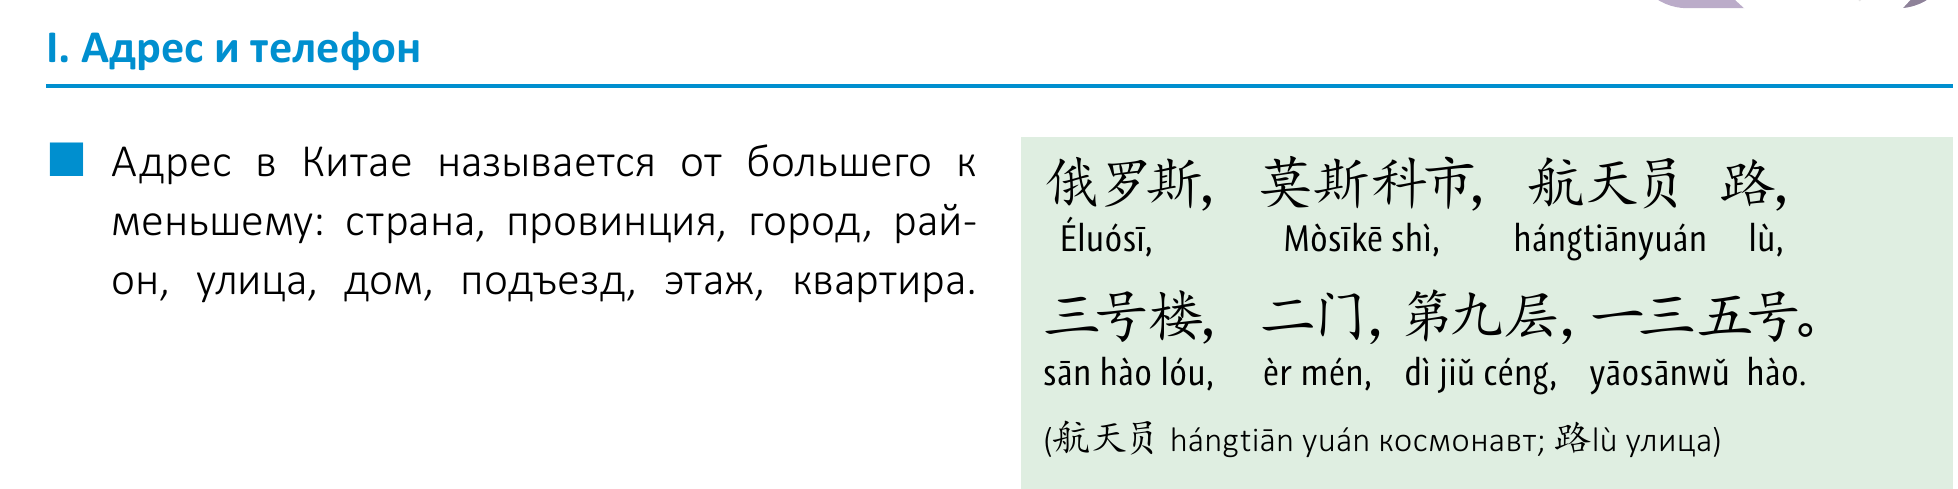 I. Адрес и телефон
Адрес в Китае называется от большего к
меньшему: страна, провинция, город, рай-
он, улица, дом, подъезд, этаж, квартира.
俄罗斯, 莫斯科市, 航天员 路,
Éluósī, Mòsīkē shì, hángtiānyuán lù,
三号楼, 二门, 第九层, 一三五号。
sān hào lóu, èr mén, dì jiǔ céng, yāosānwǔ hào.
(航天员 hángtiān yuán космонавт; 路lù улица)